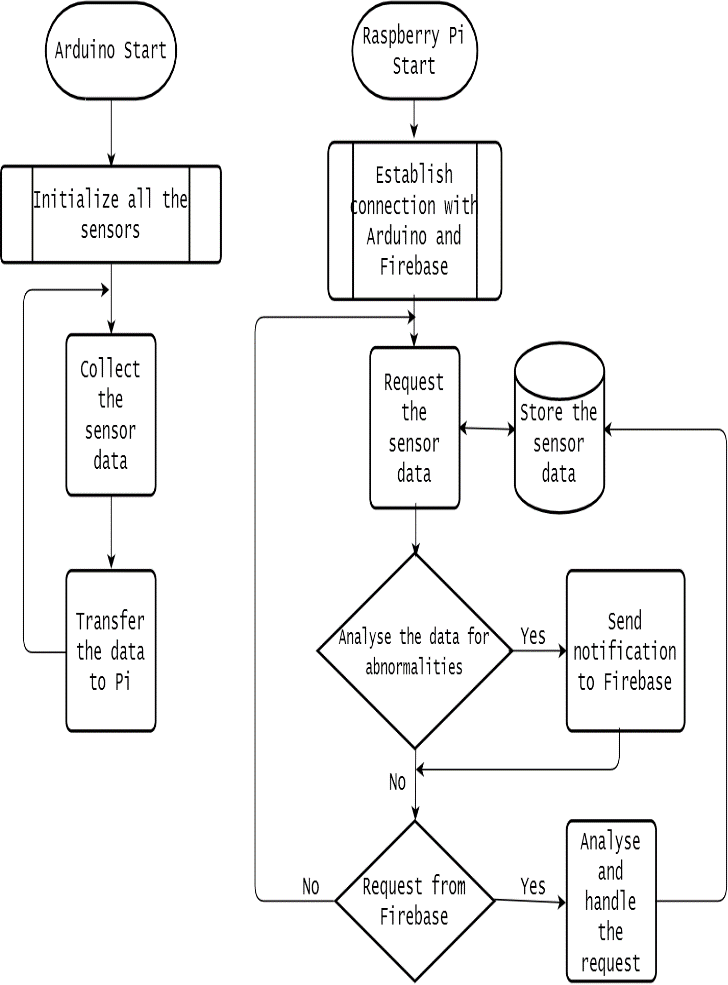 Arduino Start
Initialize all the
sensors
Collect
the
sensor
data
Transfer
the data
to Pi
Raspberry Pi
Start
Establish
connection with
Arduino and
Firebase
Request
the
sensor
data
Store the
sensor
data
Analyse the data for
abnormalities
Yes
Send
notification
to Firebase
No
Request from
Firebase
No
Yes
Analyse
and
handle
the
request